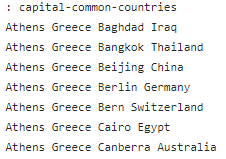 : capital-common-countries
Athens Greece Baghdad Iraq
Athens Greece Bangkok Thailand
Athens Greece Beijing China
Athens Greece Berlin Germany
Athens Greece Bern Switzerland
Athens Greece Cairo Egypt
Athens Greece Canberra Australia